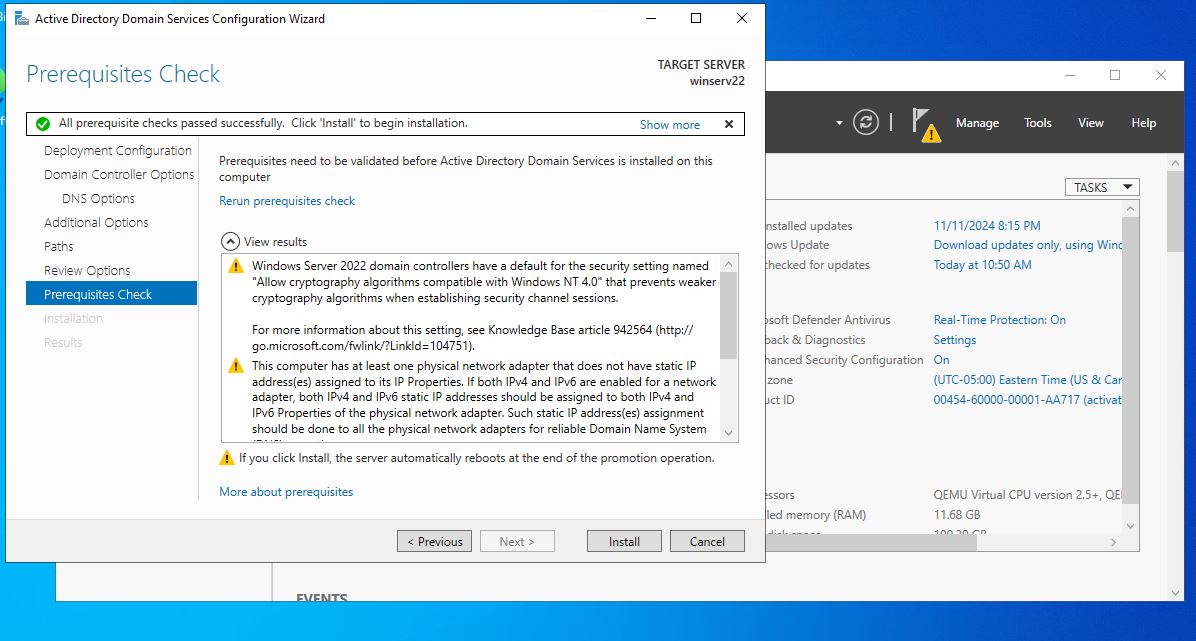 Active Directory Domain Services Configuration Wizard
Prerequisites Check
TARGET SERVER
winserv22
All prerequisite checks passed successfully. Click 'Install' to begin installation.
Show more
Deployment Configuration
Domain Controller Options
DNS Options
Additional Options
Paths
Review Options
Prerequisites Check
Installation
Results
Prerequisites need to be validated before Active Directory Domain Services is installed on this
computer
Rerun prerequisites check
View results
Windows Server 2022 domain controllers have a default for the security setting named
"Allow cryptography algorithms compatible with Windows NT 4.0" that prevents weaker
cryptography algorithms when establishing security channel sessions.
For more information about this setting, see Knowledge Base article 942564 (http://
go.microsoft.com/fwlink/?LinkId=104751).
This computer has at least one physical network adapter that does not have static IP
address(es) assigned to its IP Properties. If both IPv4 and IPv6 are enabled for a network
adapter, both IPv4 and IPv6 static IP addresses should be assigned to both IPv4 and
IPv6 Properties of the physical network adapter. Such static IP address(es) assignment
should be done to all the physical network adapters for reliable Domain Name System
If you click Install, the server automatically reboots at the end of the promotion operation.
More about prerequisites
< Previous
Next >
Install
Cancel
Manage
Tools
View
Help
TASKS
nstalled updates
11/11/2024 8:15 PM
ows Update
Download updates only, using Wind
checked for updates
Today at 10:50 AM
osoft Defender Antivirus
Real-Time Protection: On
back & Diagnostics
Settings
hanced Security Configuration
On
zone
(UTC-05:00) Eastern Time (US & Car
uct ID
00454-60000-00001-AA717 (activat
essors
QEMU Virtual CPU version 2.5+, QE
led memory (RAM)
11.68 GB
disk space
EVENTS